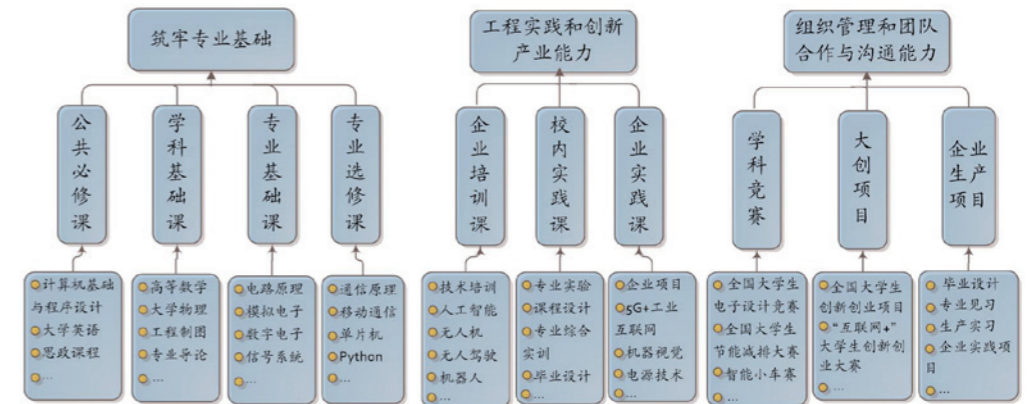 筑牢专业基础
工程实践和创新
产业能力
组织管理和团队
合作与沟通能力
公共必修课
学科基础课
专业基础课
专业选修课
企业培训课
校内实践课
企业实践课
学科竞赛
大创项目
企业
生产
项目
计算机基础
与程序设计
大学英语
思政课程
...
高等数学
大学物理
工程制图
专业导论
...
电路原理
模拟电子
数字电子
信号系统
...
通信原理
移动通信
单片机
Python
...
技术培训
人工智能
无人机
无人驾驶
机器人
...
专业实验
课程设计
专业综合
实训
毕业设计
...
企业项目
5G+工业
互联网
机器视觉
电源技术
...
全国大学生
电子设计竞赛
全国大学生
节能减排大赛
智能小车赛
...
全国大学生
创新创业项目
“互联网+”
大学生创新创
业大赛
...
毕业设计
专业见习
生产实习
企业实践项
目
...